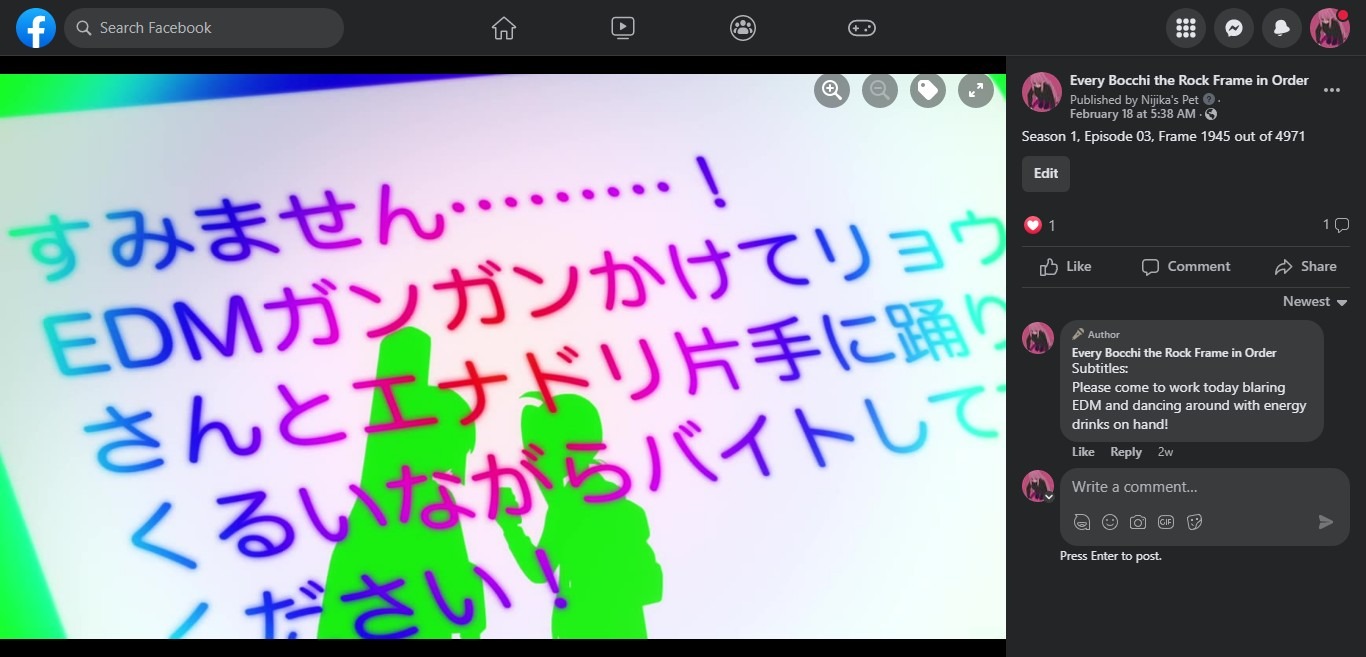 Search Facebook
すみません………！
EDMガンガンかけてリョウ
さんとエナドリ片手に踊り
くるいながらバイトして
ください！
Every Bocchi the Rock Frame in Order
Published by Nijika's Pet ·
February 18 at 5:38 AM ·
Season 1, Episode 03, Frame 1945 out of 4971
Edit
1
1
Like Comment Share
Newest
Author
Every Bocchi the Rock Frame in Order
Subtitles:
Please come to work today blaring
EDM and dancing around with energy
drinks on hand!
Like Reply 2w
Write a comment...
GIF
Press Enter to post.